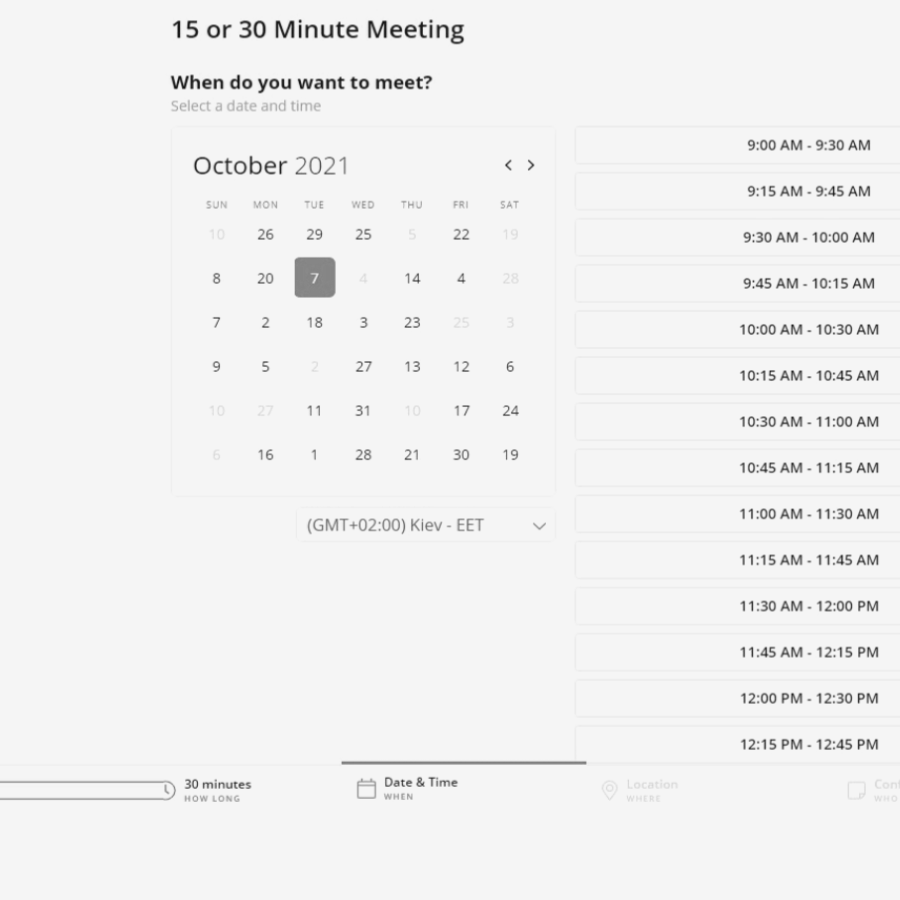 15 or 30 Minute Meeting
When do you want to meet?
Select a date and time
October 2021
SUN MON TUE WED THU FRI SAT
10 26 29 25 5 22 19
8 20 7 4 14 4 28
7 2 18 3 23 25 3
9 5 2 27 13 12 6
10 27 11 31 10 17 24
6 16 1 28 21 30 19
(GMT+02:00) Kiev - EET
9:00 AM - 9:30 AM
9:15 AM - 9:45 AM
9:30 AM - 10:00 AM
9:45 AM - 10:15 AM
10:00 AM - 10:30 AM
10:15 AM - 10:45 AM
10:30 AM - 11:00 AM
10:45 AM - 11:15 AM
11:00 AM - 11:30 AM
11:15 AM - 11:45 AM
11:30 AM - 12:00 PM
11:45 AM - 12:15 PM
12:00 PM - 12:30 PM
12:15 PM - 12:45 PM
30 minutes
HOW LONG
Date & Time
WHEN
Location
WHERE
WHO